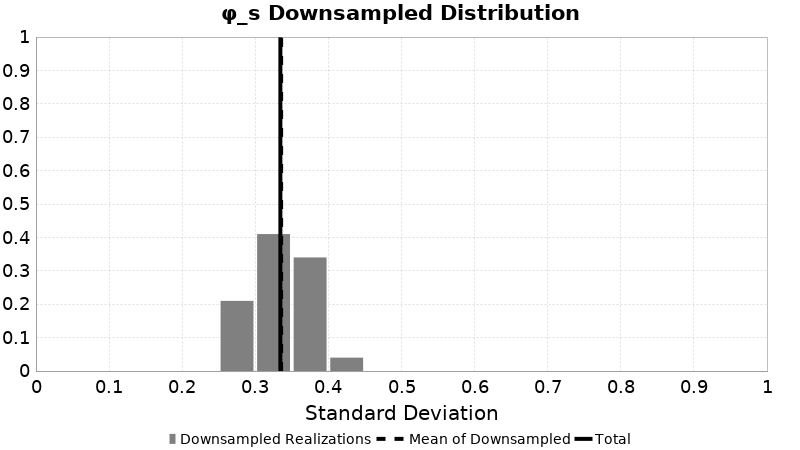 φ_s Downsampled Distribution
1
0.9
0.8
0.7
0.6
0.5
0.4
0.3
0.2
0.1
0
0 0.1 0.2 0.3 0.4 0.5 0.6 0.7 0.8 0.9 1
Standard Deviation
Downsampled Realizations Mean of Downsampled Total